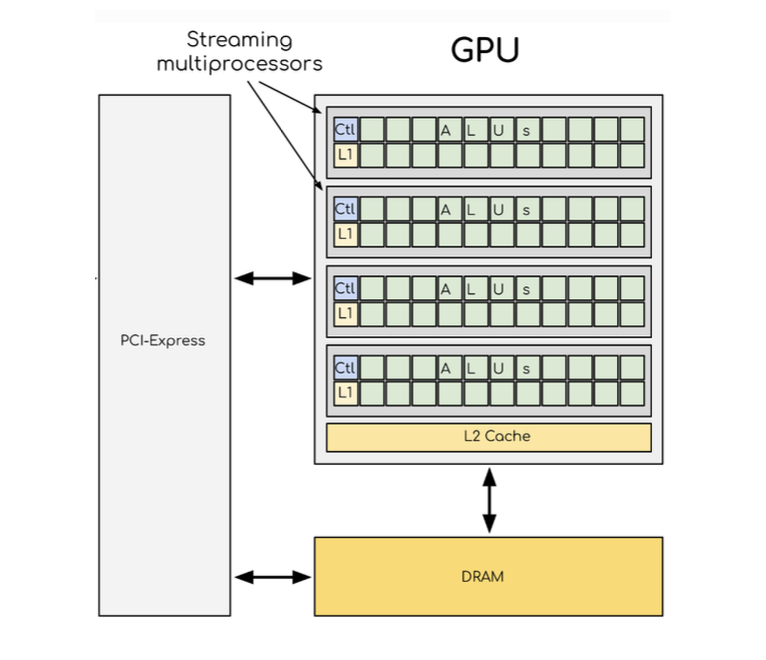 Streaming
multiprocessors
GPU
Ctl A L U s
L1
Ctl A L U s
L1
Ctl A L U s
L1
Ctl A L U s
L1
L2 Cache
PCI-Express
DRAM